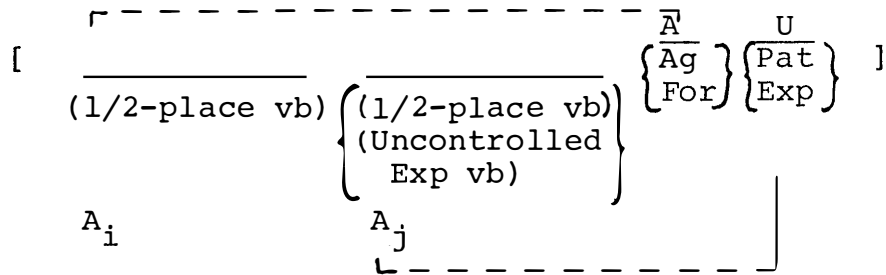 A U
[ Ag Pat ]
For Exp
(1/2-place vb) (1/2-place vb)
(Uncontrolled
Exp vb)
A_i A_j